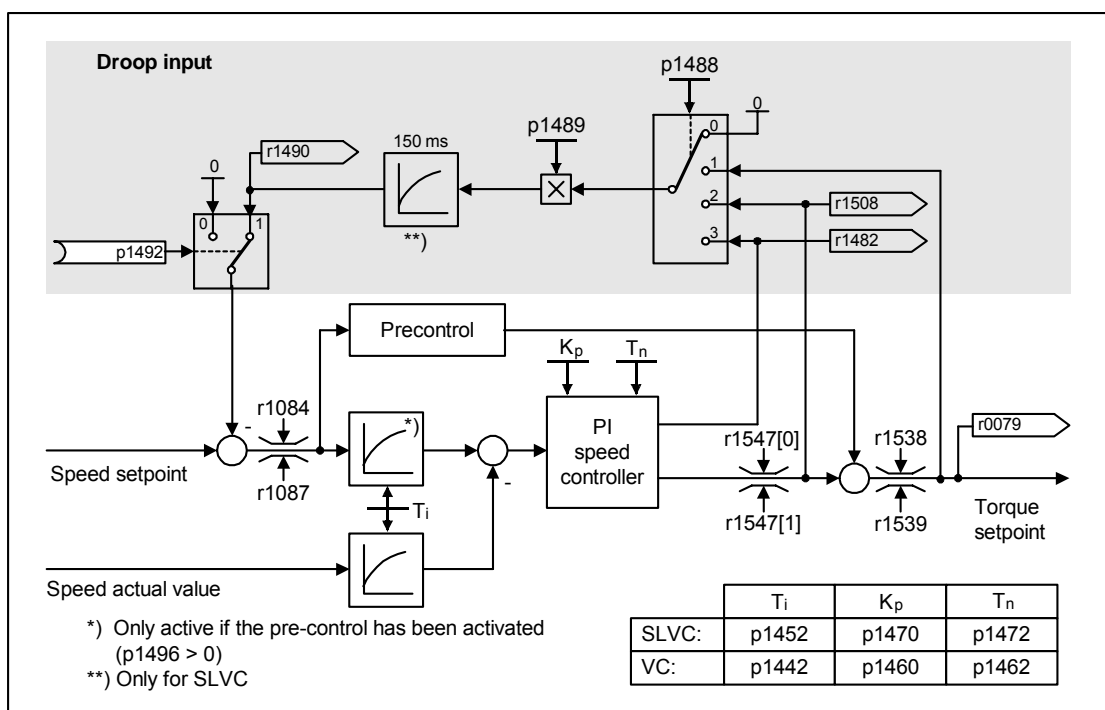 Droop input
p1488
0
p1489
0
150 ms
r1490
1
0
2
r1508
0
1
3
r1482
**)
p1492
Precontrol
Kp
Tn
r1084
*)
PI
speed
controller
r1547[0]
r1538
r0079
-
Speed setpoint
r1087
-
r1547[1]
r1539
Torque
setpoint
Ti
Speed actual value
*) Only active if the pre-control has been activated
(p1496 > 0)
**) Only for SLVC
Ti Kp Tn
SLVC: p1452 p1470 p1472
VC: p1442 p1460 p1462